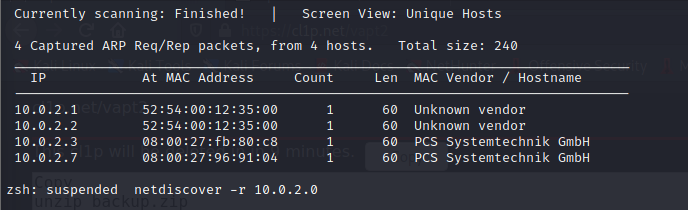 Currently scanning: Finished!   |   Screen View: Unique Hosts
4 Captured ARP Req/Rep packets, from 4 hosts.   Total size: 240
IP            At MAC Address     Count     Len  MAC Vendor / Hostname
10.0.2.1        52:54:00:12:35:00      1      60  Unknown vendor
10.0.2.2        52:54:00:12:35:00      1      60  Unknown vendor
10.0.2.3        08:00:27:fb:80:c8      1      60  PCS Systemtechnik GmbH
10.0.2.7        08:00:27:96:91:04      1      60  PCS Systemtechnik GmbH
zsh: suspended  netdiscover -r 10.0.2.0
unzip backup.zip